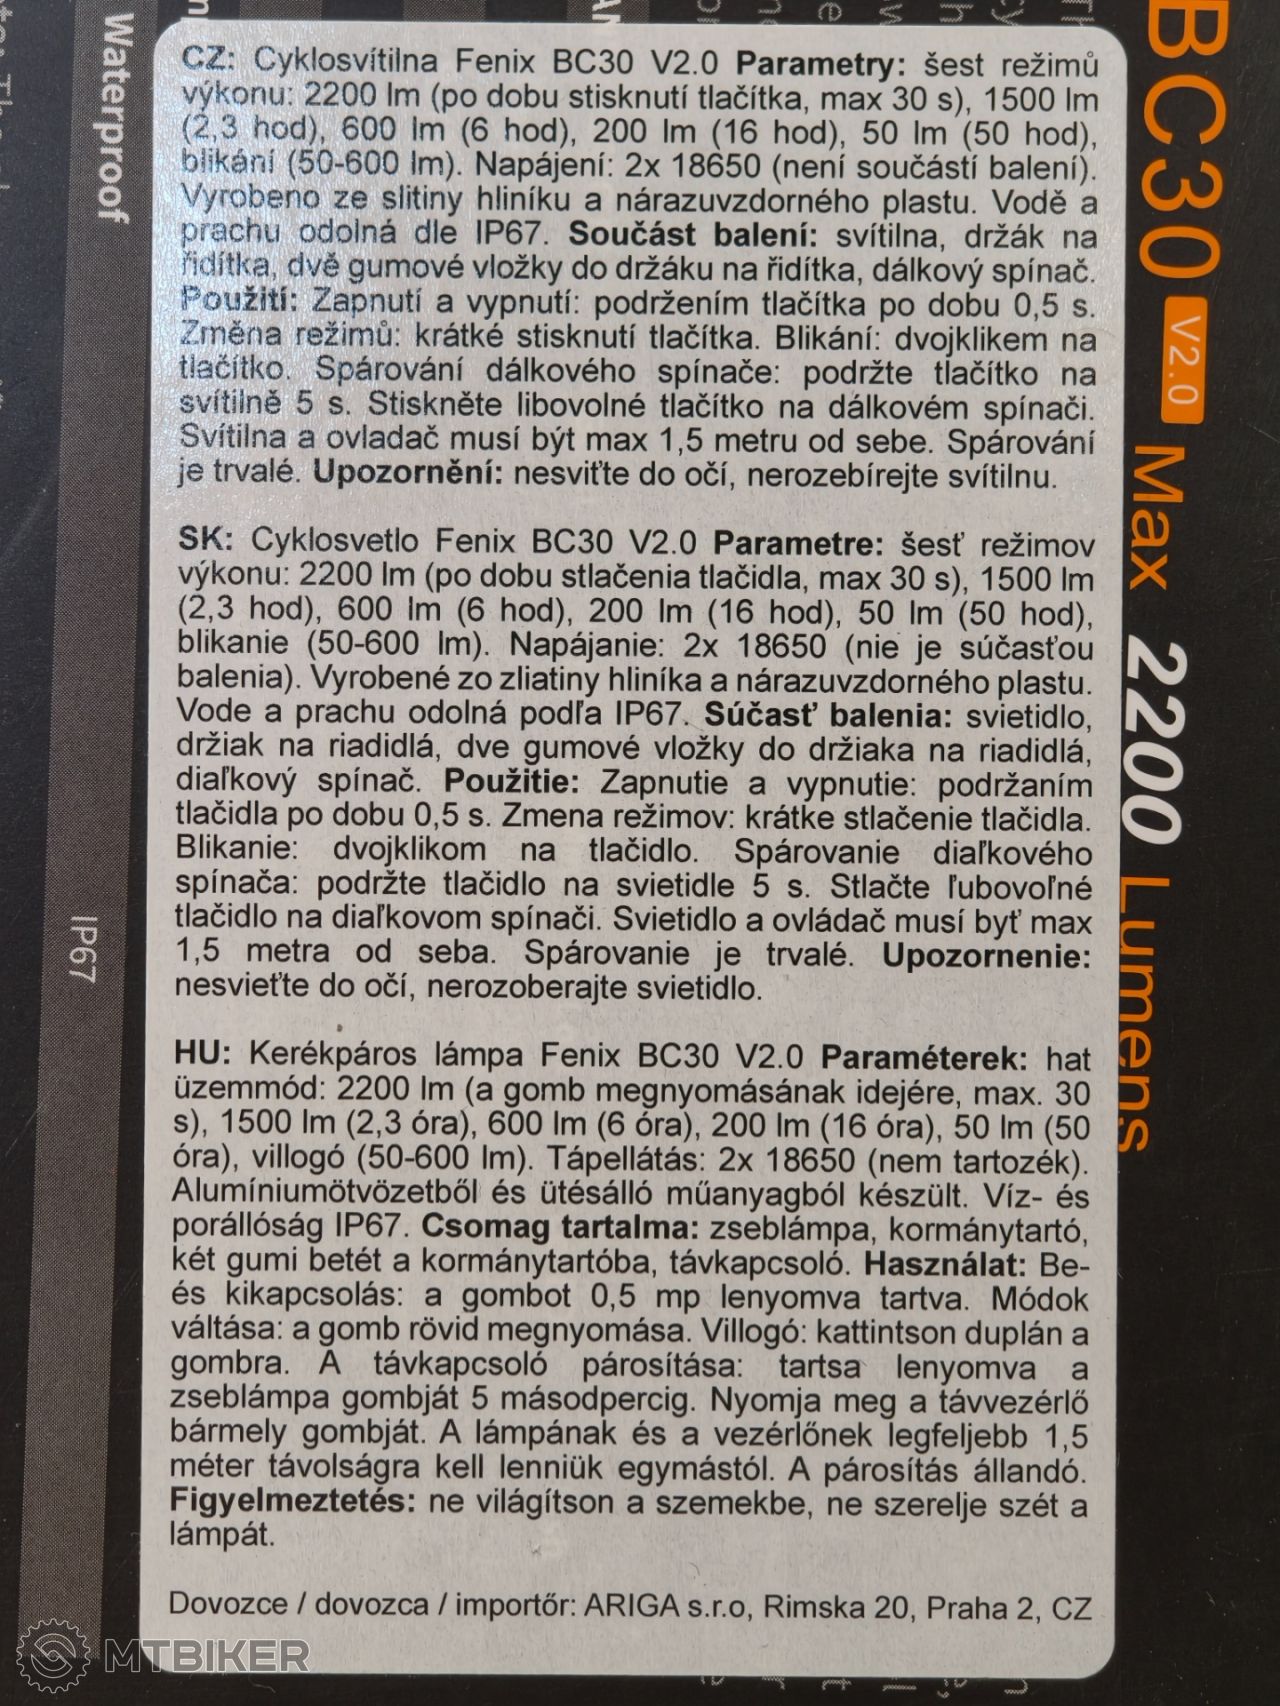 CZ: Cyklosvítilna Fenix BC30 V2.0 Parametry: šest režimů
výkonu: 2200 lm (po dobu stisknutí tlačítka, max 30 s), 1500 lm
(2,3 hod), 600 lm (6 hod), 200 lm (16 hod), 50 lm (50 hod),
blikání (50-600 lm). Napájení: 2x 18650 (není součástí balení).
Vyrobeno ze slitiny hliníku a nárazuvzdorného plastu. Vodě a
prachu odolná dle IP67. Součást balení: svítilna, držák na
řidítka, dvě gumové vložky do držáku na řidítka, dálkový spínač.
Použití: Zapnutí a vypnutí: podržením tlačítka po dobu 0,5 s.
Změna režimů: krátké stisknutí tlačítka. Blikání: dvojklikem na
tlačítko. Spárování dálkového spínače: podržte tlačítko na
svítilně 5 s. Stiskněte libovolné tlačítko na dálkovém spínači.
Svítilna a ovladač musí být max 1,5 metru od sebe. Spárování
je trvalé. Upozornění: nesviťte do očí, nerozebírejte svítilnu.
SK: Cyklosvetlo Fenix BC30 V2.0 Parametre: šesť režimov
výkonu: 2200 lm (po dobu stlačenia tlačidla, max 30 s), 1500 lm
(2,3 hod), 600 lm (6 hod), 200 lm (16 hod), 50 lm (50 hod),
blikanie (50-600 lm). Napájanie: 2x 18650 (nie je súčasťou
balenia). Vyrobené zo zliatiny hliníka a nárazuvzdorného plastu.
Vode a prachu odolná podľa IP67. Súčasť balenia: svietidlo,
držiak na riadidlá, dve gumové vložky do držiaka na riadidlá,
diaľkový spínač. Použitie: Zapnutie a vypnutie: podržaním
tlačidla po dobu 0,5 s. Zmena režimov: krátke stlačenie tlačidla.
Blikanie: dvojklikom na tlačidlo. Spárovanie diaľkového
spínača: podržte tlačidlo na svietidle 5 s. Stlačte ľubovoľné
tlačidlo na diaľkovom spínači. Svietidlo a ovládač musí byť max
1,5 metra od seba. Spárovanie je trvalé. Upozornenie:
nesvieťte do očí, nerozoberajte svietidlo.
HU: Kerékpáros lámpa Fenix BC30 V2.0 Paraméterek: hat
üzemmód: 2200 lm (a gomb megnyomásának idejére, max. 30
s), 1500 lm (2,3 óra), 600 lm (6 óra), 200 lm (16 óra), 50 lm (50
óra), villogó (50-600 lm). Tápellátás: 2x 18650 (nem tartozék).
Alumíniumötvözetből és ütésálló műanyagból készült. Víz- és
porállóság IP67. Csomag tartalma: zseblámpa, kormánytartó,
két gumi betét a kormánytartóba, távkapcsoló. Használat: Be-
és kikapcsolás: a gombot 0,5 mp lenyomva tartva. Módok
váltása: a gomb rövid megnyomása. Villogó: kattintson duplán a
gombra. A távkapcsoló párosítása: tartsa lenyomva a
zseblámpa gombját 5 másodpercig. Nyomja meg a távvezérlő
bármely gombját. A lámpának és a vezérlőnek legfeljebb 1,5
méter távolságra kell lenniük egymástól. A párosítás állandó.
Figyelmeztetés: ne világítson a szemekbe, ne szerelje szét a
lámpát.
Dovozce / dovozca / importőr: ARIGA s.r.o, Rimska 20, Praha 2, CZ
BC30 V2.0 Max 2200 Lumens
Waterproof
IP67
MTBIKER